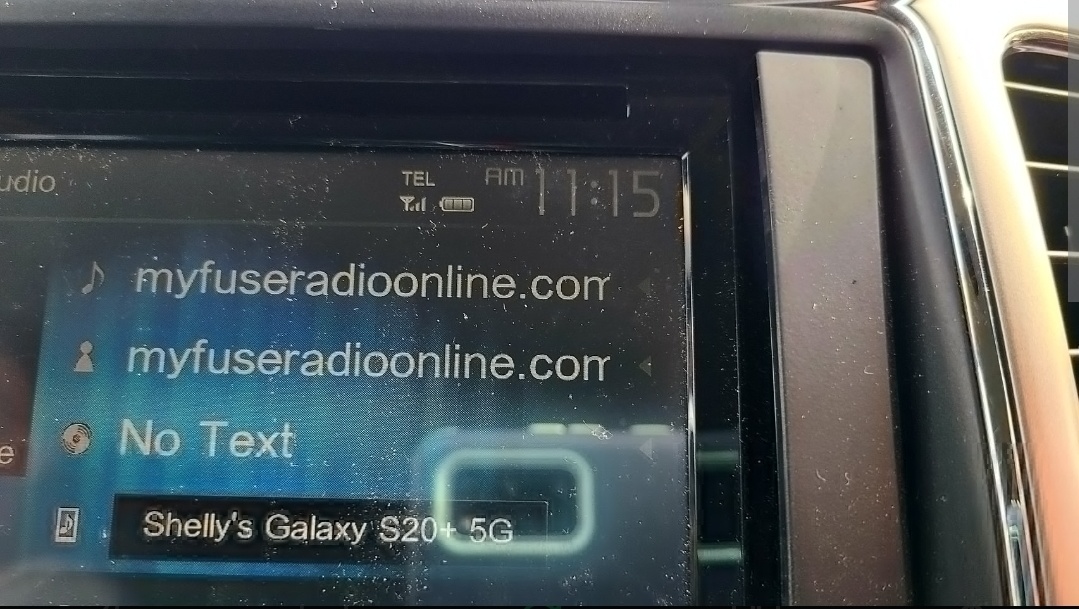 udio
TEL
AM 11:15
myfuseradioonline.com
myfuseradioonline.com
No Text
e
Shelly's Galaxy S20+ 5G